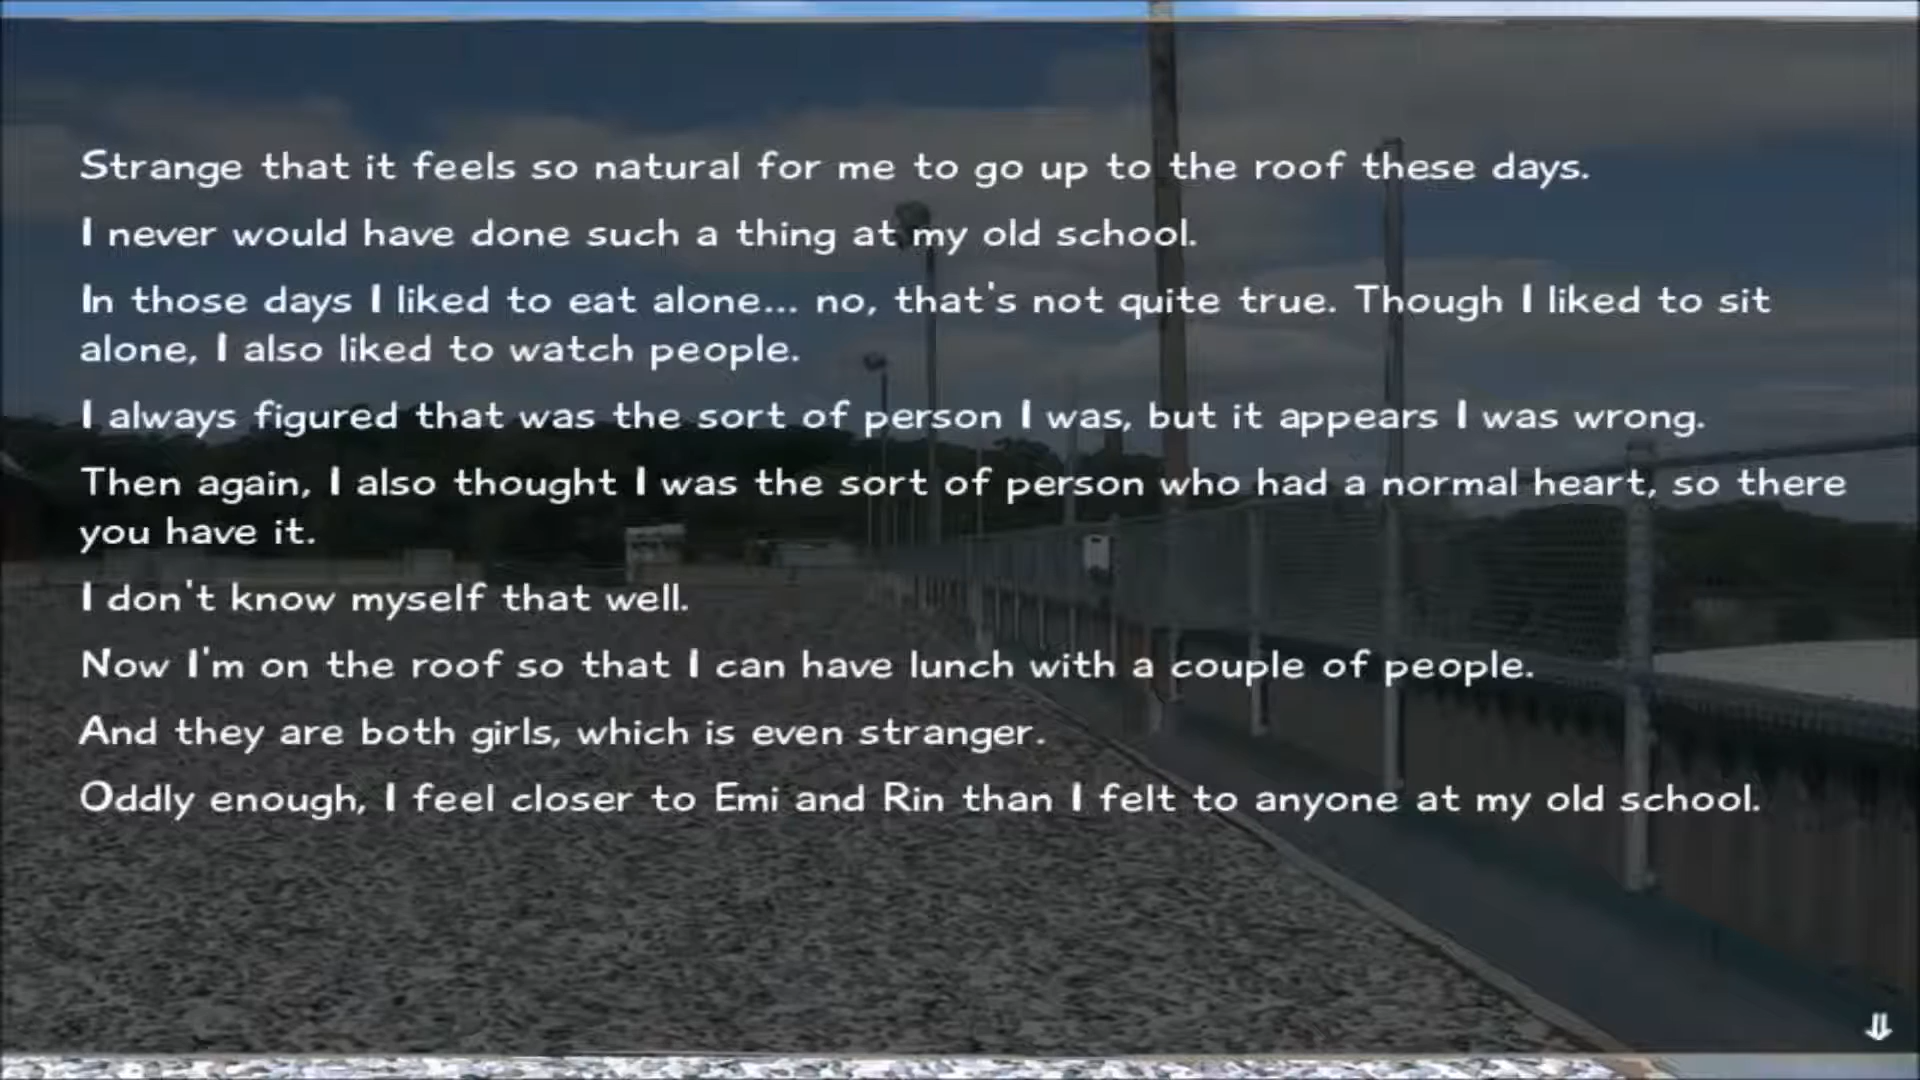 Strange that it feels so natural for me to go up to the roof these days.
I never would have done such a thing at my old school.
In those days I liked to eat alone... no, that's not quite true. Though I liked to sit
alone, I also liked to watch people.
I always figured that was the sort of person I was, but it appears I was wrong.
Then again, I also thought I was the sort of person who had a normal heart, so there
you have it.
I don't know myself that well.
Now I'm on the roof so that I can have lunch with a couple of people.
And they are both girls, which is even stranger.
Oddly enough, I feel closer to Emi and Rin than I felt to anyone at my old school.